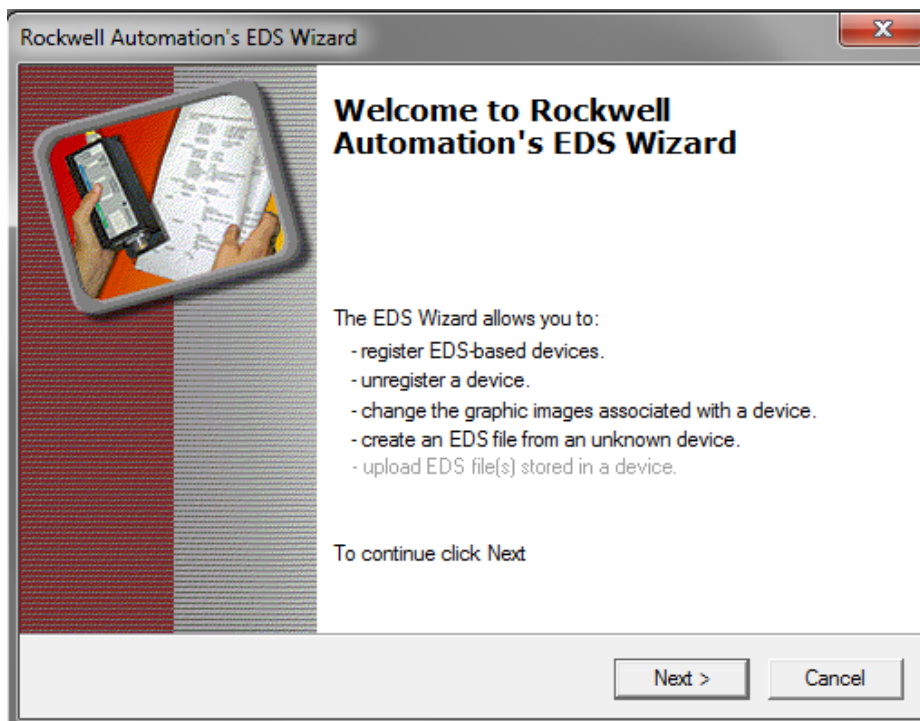 Rockwell Automation's EDS Wizard
Welcome to Rockwell
Automation's EDS Wizard
The EDS Wizard allows you to:
- register EDS-based devices.
- unregister a device.
- change the graphic images associated with a device.
- create an EDS file from an unknown device.
- upload EDS file(s) stored in a device.
To continue click Next
Next >
Cancel